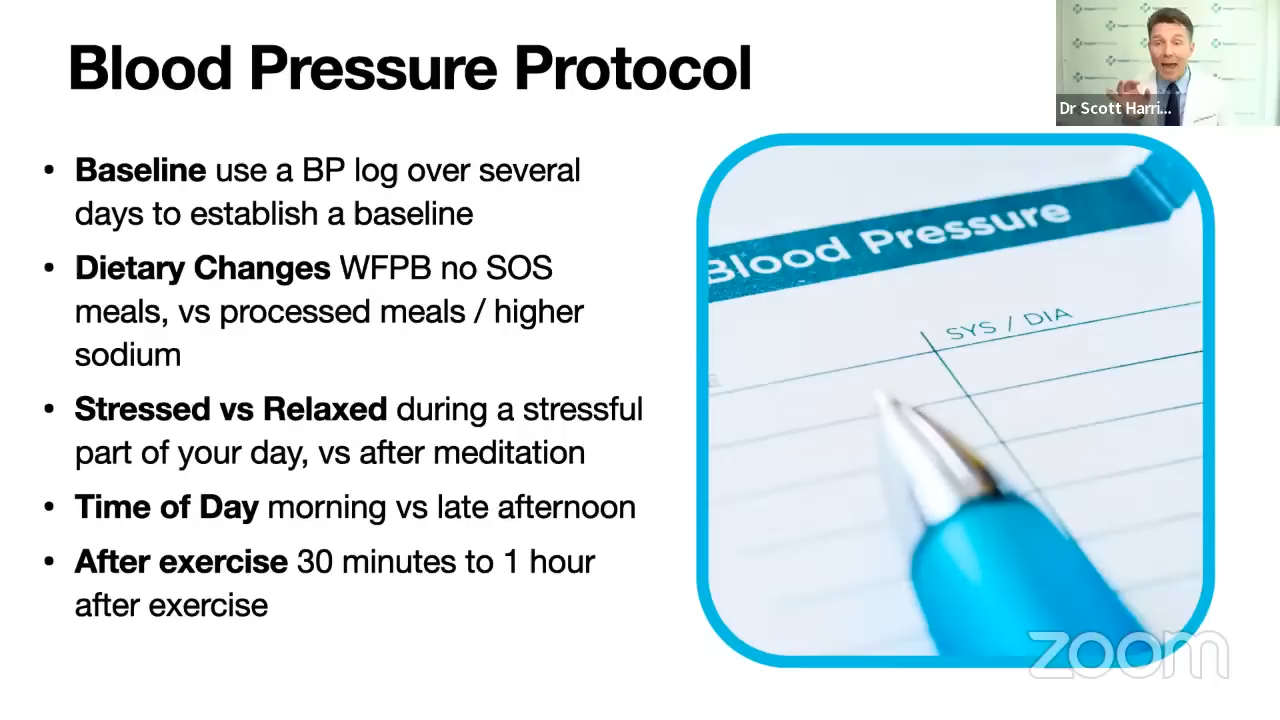 Blood Pressure Protocol
Dr Scott Harri...
• Baseline use a BP log over several
days to establish a baseline
• Dietary Changes WFPB no SOS
meals, vs processed meals / higher
sodium
• Stressed vs Relaxed during a stressful
part of your day, vs after meditation
• Time of Day morning vs late afternoon
• After exercise 30 minutes to 1 hour
after exercise
Blood Pressure
SYS / DIA
zoom